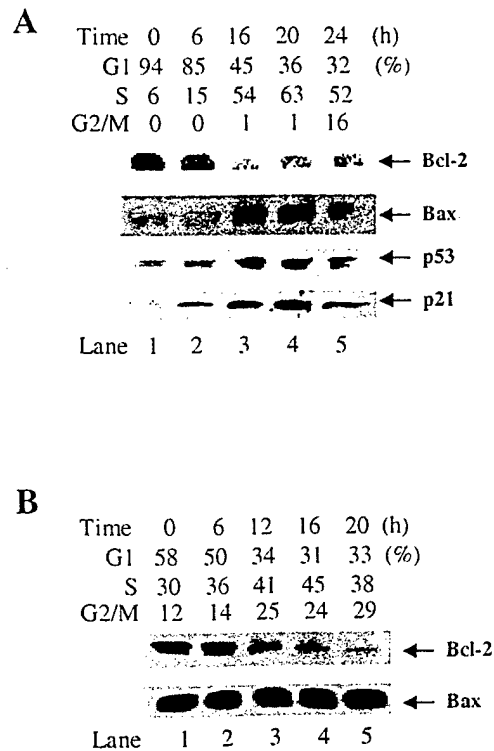 A
Time 0 6 16 20 24 (h)
G1 94 85 45 36 32 (%)
S 6 15 54 63 52
G2/M 0 0 1 1 16
Bcl-2
Bax
p53
p21
Lane 1 2 3 4 5
B
Time 0 6 12 16 20 (h)
G1 58 50 34 31 33 (%)
S 30 36 41 45 38
G2/M 12 14 25 24 29
Bcl-2
Bax
Lane 1 2 3 4 5